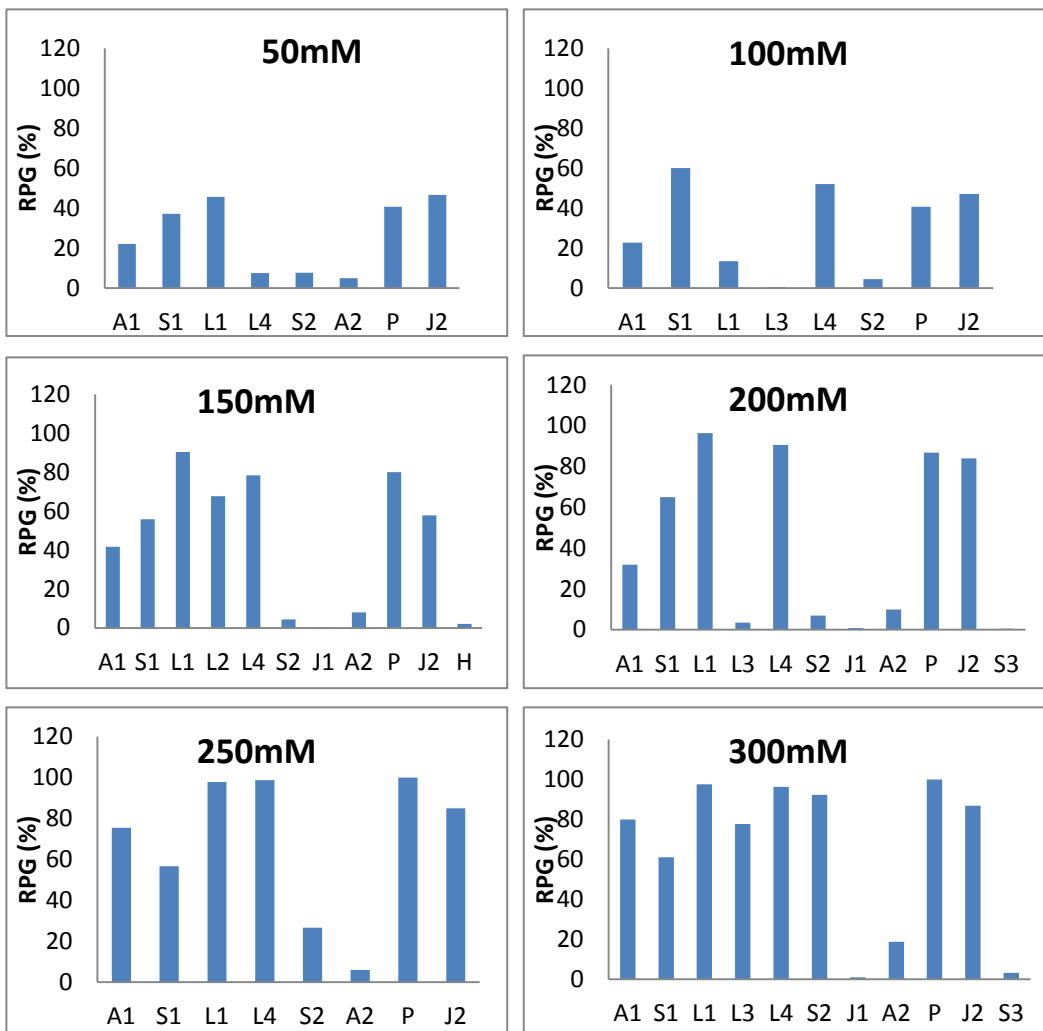 50mM
RPG (%)
120
100
80
60
40
20
0
A1 S1 L1 L4 S2 A2 P J2
100mM
RPG (%)
120
100
80
60
40
20
0
A1 S1 L1 L3 L4 S2 P J2
150mM
RPG (%)
120
100
80
60
40
20
0
A1 S1 L1 L2 L4 S2 J1 A2 P J2 H
200mM
RPG (%)
120
100
80
60
40
20
0
A1 S1 L1 L3 L4 S2 J1 A2 P J2 S3
250mM
RPG (%)
120
100
80
60
40
20
0
A1 S1 L1 L4 S2 A2 P J2
300mM
RPG (%)
120
100
80
60
40
20
0
A1 S1 L1 L3 L4 S2 J1 A2 P J2 S3